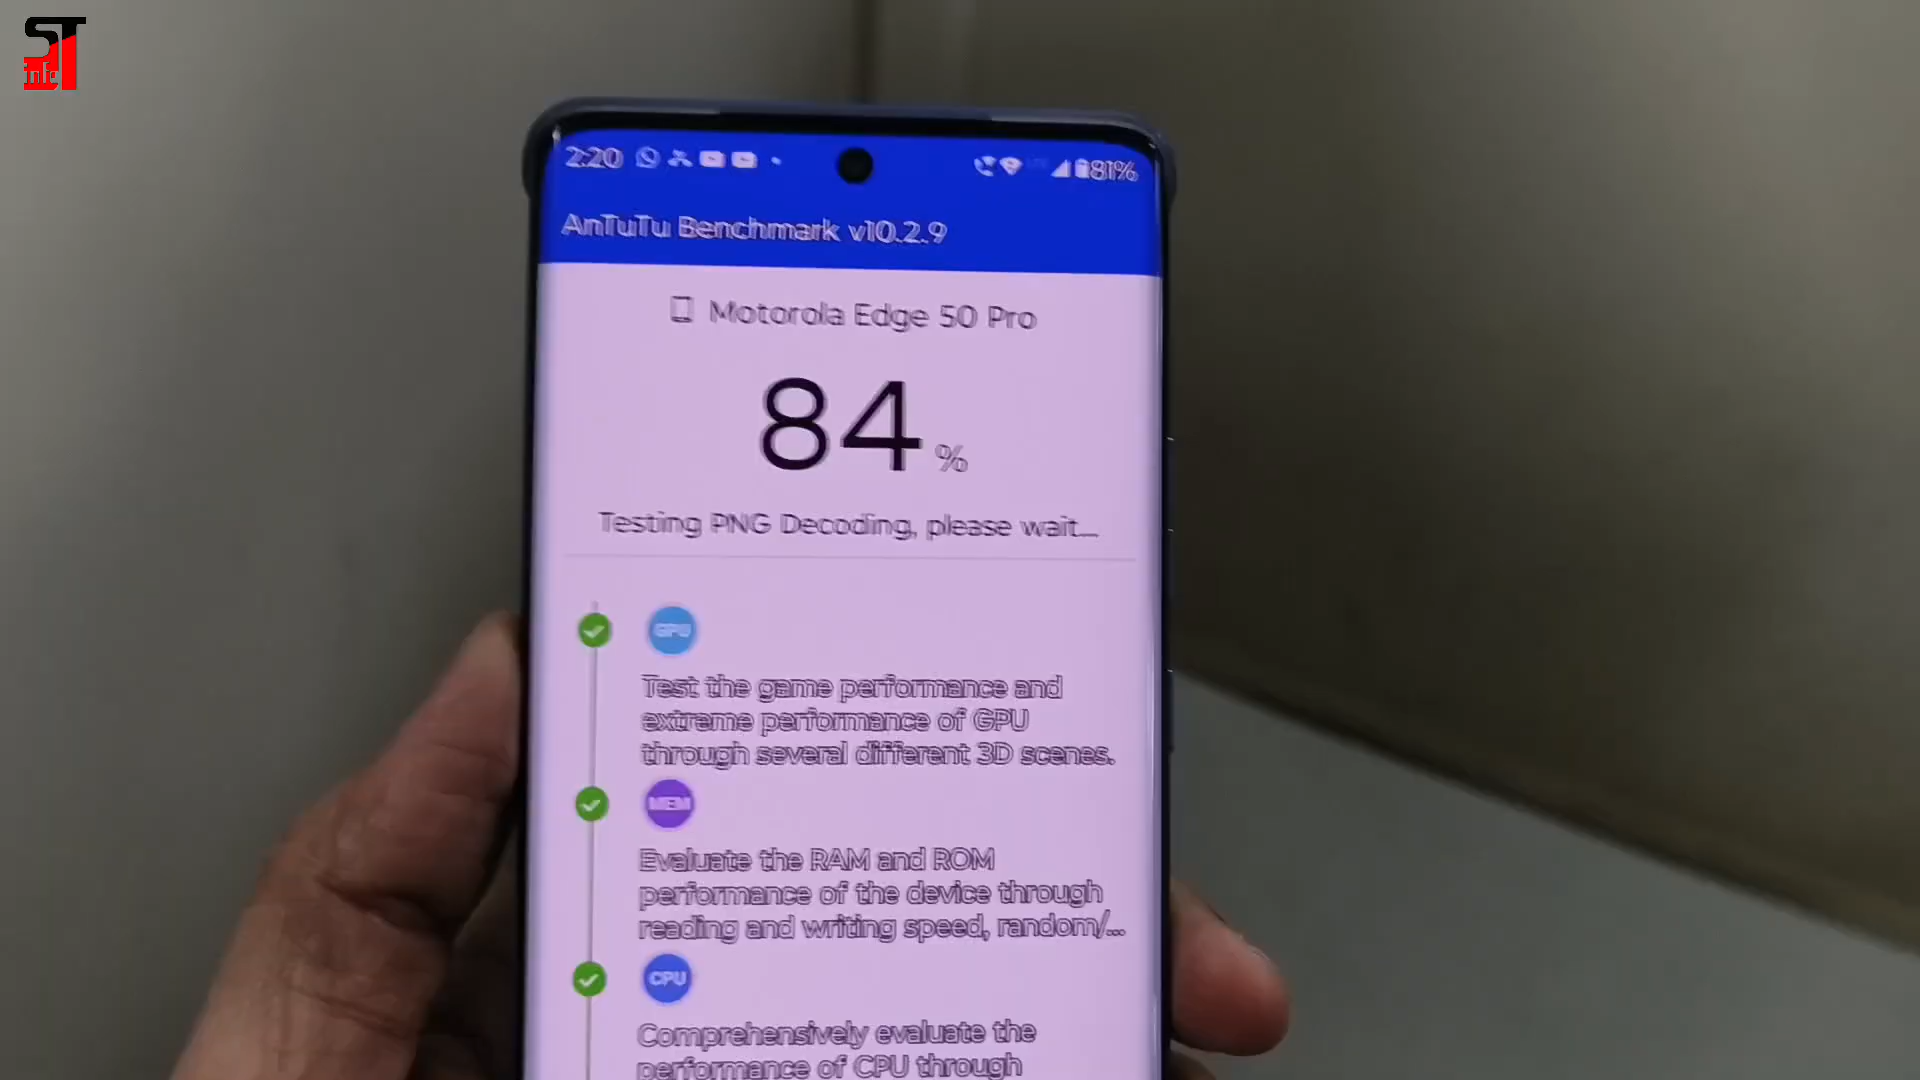 ST
info
2:20
81%
AnTuTu Benchmark v10.2.9
Motorola Edge 50 Pro
84 %
Testing PNG Decoding, please wait...
GPU
Test the game performance and
extreme performance of GPU
through several different 3D scenes.
MEM
Evaluate the RAM and ROM
performance of the device through
reading and writing speed, random/...
CPU
Comprehensively evaluate the
performance of CPU through